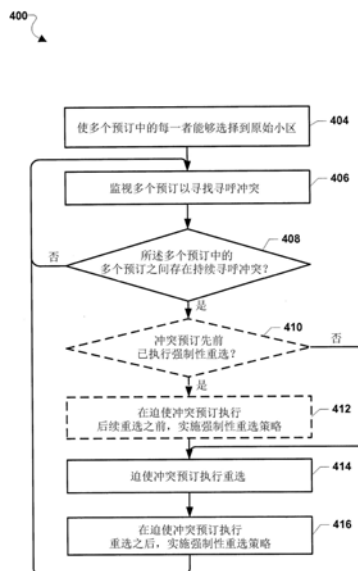 400
使多个预订中的每一者能够选择到原始小区
404
监视多个预订以寻找寻呼冲突
406
所述多个预订中的
多个预订之间存在持续寻呼冲突？
408
否
是
冲突预订先前
已执行强制性重选？
410
否
是
在迫使冲突预订执行
后续重选之前，实施强制性重选策略
412
迫使冲突预订执行重选
414
在迫使冲突预订执行
重选之后，实施强制性重选策略
416